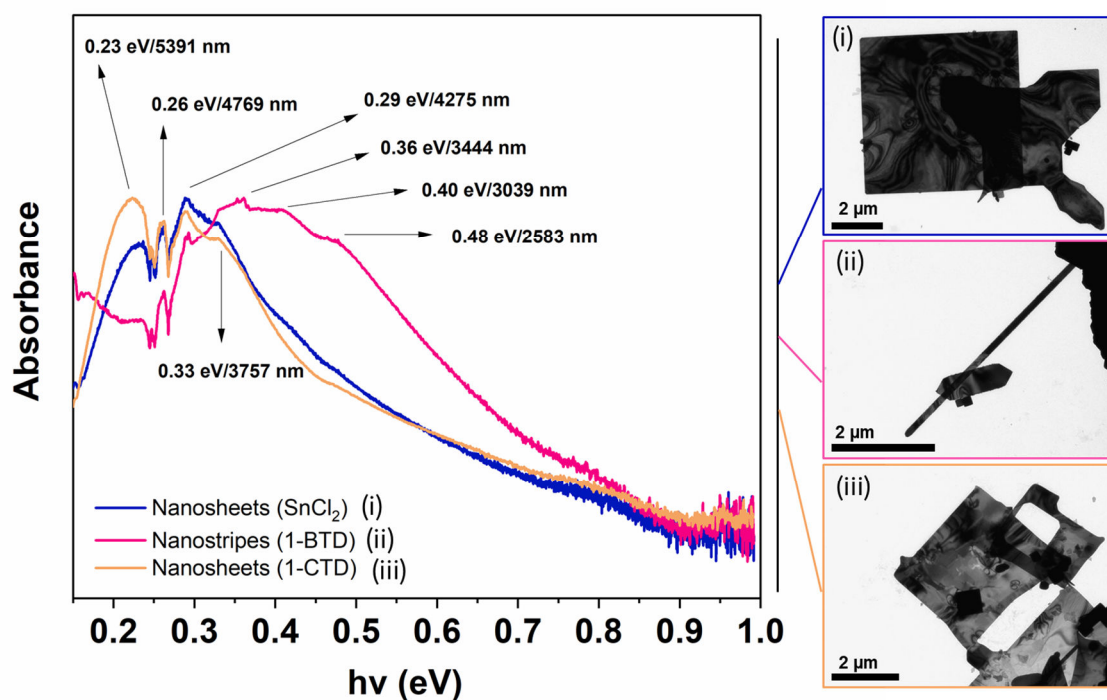 0.23 eV/5391 nm
0.26 eV/4769 nm
0.29 eV/4275 nm
0.36 eV/3444 nm
0.40 eV/3039 nm
0.48 eV/2583 nm
0.33 eV/3757 nm
Absorbance
Nanosheets (SnCl₂) (i)
Nanostripes (1-BTD) (ii)
Nanosheets (1-CTD) (iii)
0.2 0.3 0.4 0.5 0.6 0.7 0.8 0.9 1.0
hν (eV)
(i)
2 µm
(ii)
2 µm
(iii)
2 µm